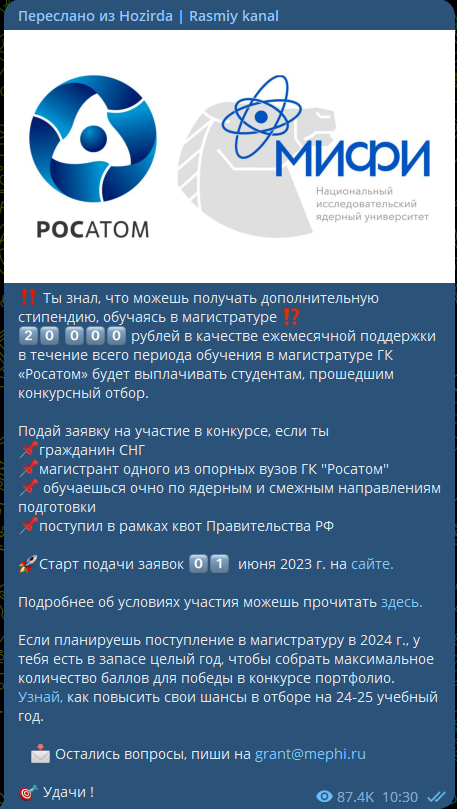 Переслано из Hozirda | Rasmiy kanal
РОСАТОМ
МИФИ
Национальный
исследовательский
ядерный университет
‼️ Ты знал, что можешь получать дополнительную
стипендию, обучаясь в магистратуре ⁉️
2️⃣0️⃣ 0️⃣0️⃣0️⃣ рублей в качестве ежемесячной поддержки
в течение всего периода обучения в магистратуре ГК
«Росатом» будет выплачивать студентам, прошедшим
конкурсный отбор.
Подай заявку на участие в конкурсе, если ты
📌гражданин СНГ
📌магистрант одного из опорных вузов ГК "Росатом"
📌 обучаешься очно по ядерным и смежным направлениям
подготовки
📌поступил в рамках квот Правительства РФ
🚀Старт подачи заявок 0️⃣1️⃣ июня 2023 г. на сайте.
Подробнее об условиях участия можешь прочитать здесь.
Если планируешь поступление в магистратуру в 2024 г., у
тебя есть в запасе целый год, чтобы собрать максимальное
количество баллов для победы в конкурсе портфолио.
Узнай, как повысить свои шансы в отборе на 24-25 учебный
год.
📩 Остались вопросы, пиши на grant@mephi.ru
🎯 Удачи !
87.4K 10:30